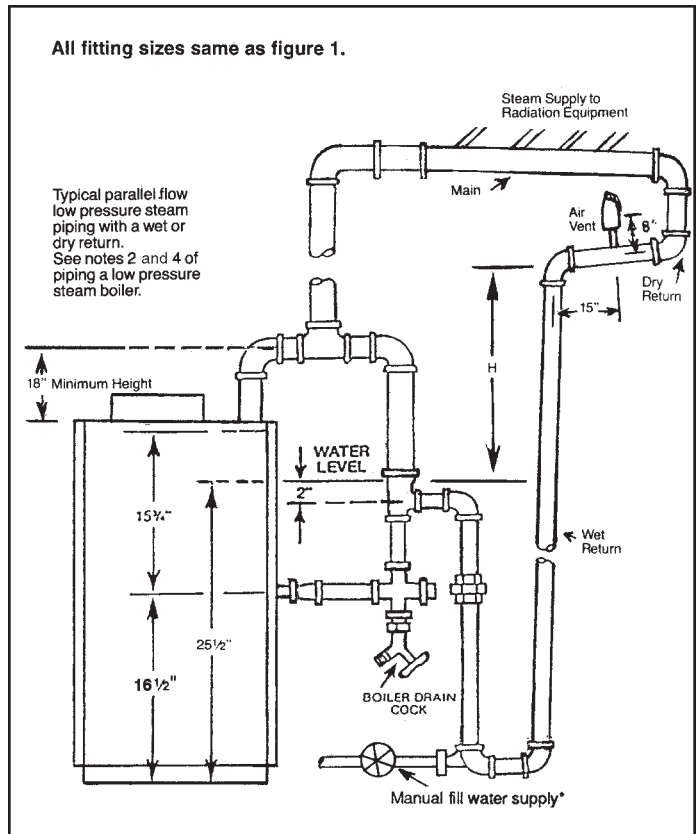 All fitting sizes same as figure 1.
Steam Supply to
Radiation Equipment
Main
Air
Vent
6"
Dry
Return
15"
Typical parallel flow
low pressure steam
piping with a wet or
dry return.
See notes 2 and 4 of
piping a low pressure
steam boiler.
18" Minimum Height
H
WATER
LEVEL
2"
15¾"
Wet
Return
25½"
16½"
BOILER DRAIN
COCK
Manual fill water supply*